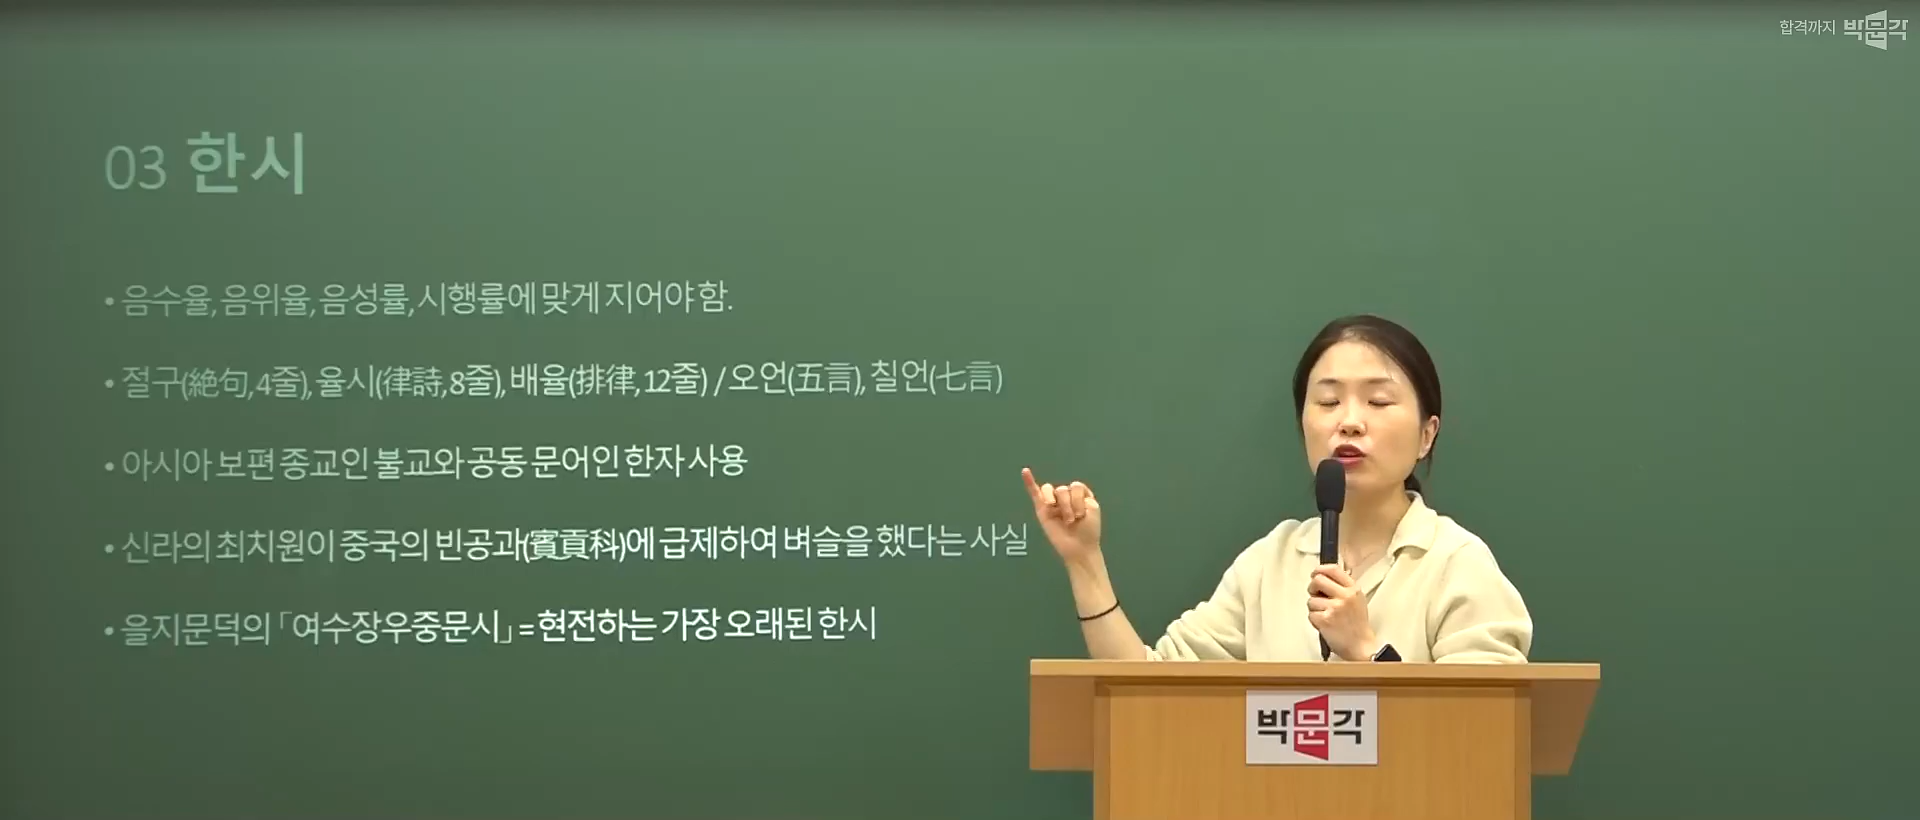 합격까지 박문각
03 한시
• 음수율, 음위율, 음성률, 시행률에 맞게 지어야 함.
• 절구(絶句, 4줄), 율시(律詩, 8줄), 배율(排律, 12줄) / 오언(五言), 칠언(七言)
• 아시아 보편 종교인 불교와 공동 문어인 한자 사용
• 신라의 최치원이 중국의 빈공과(賓貢科)에 급제하여 벼슬을 했다는 사실
• 을지문덕의 「여수장우중문시」 = 현전하는 가장 오래된 한시
박문각